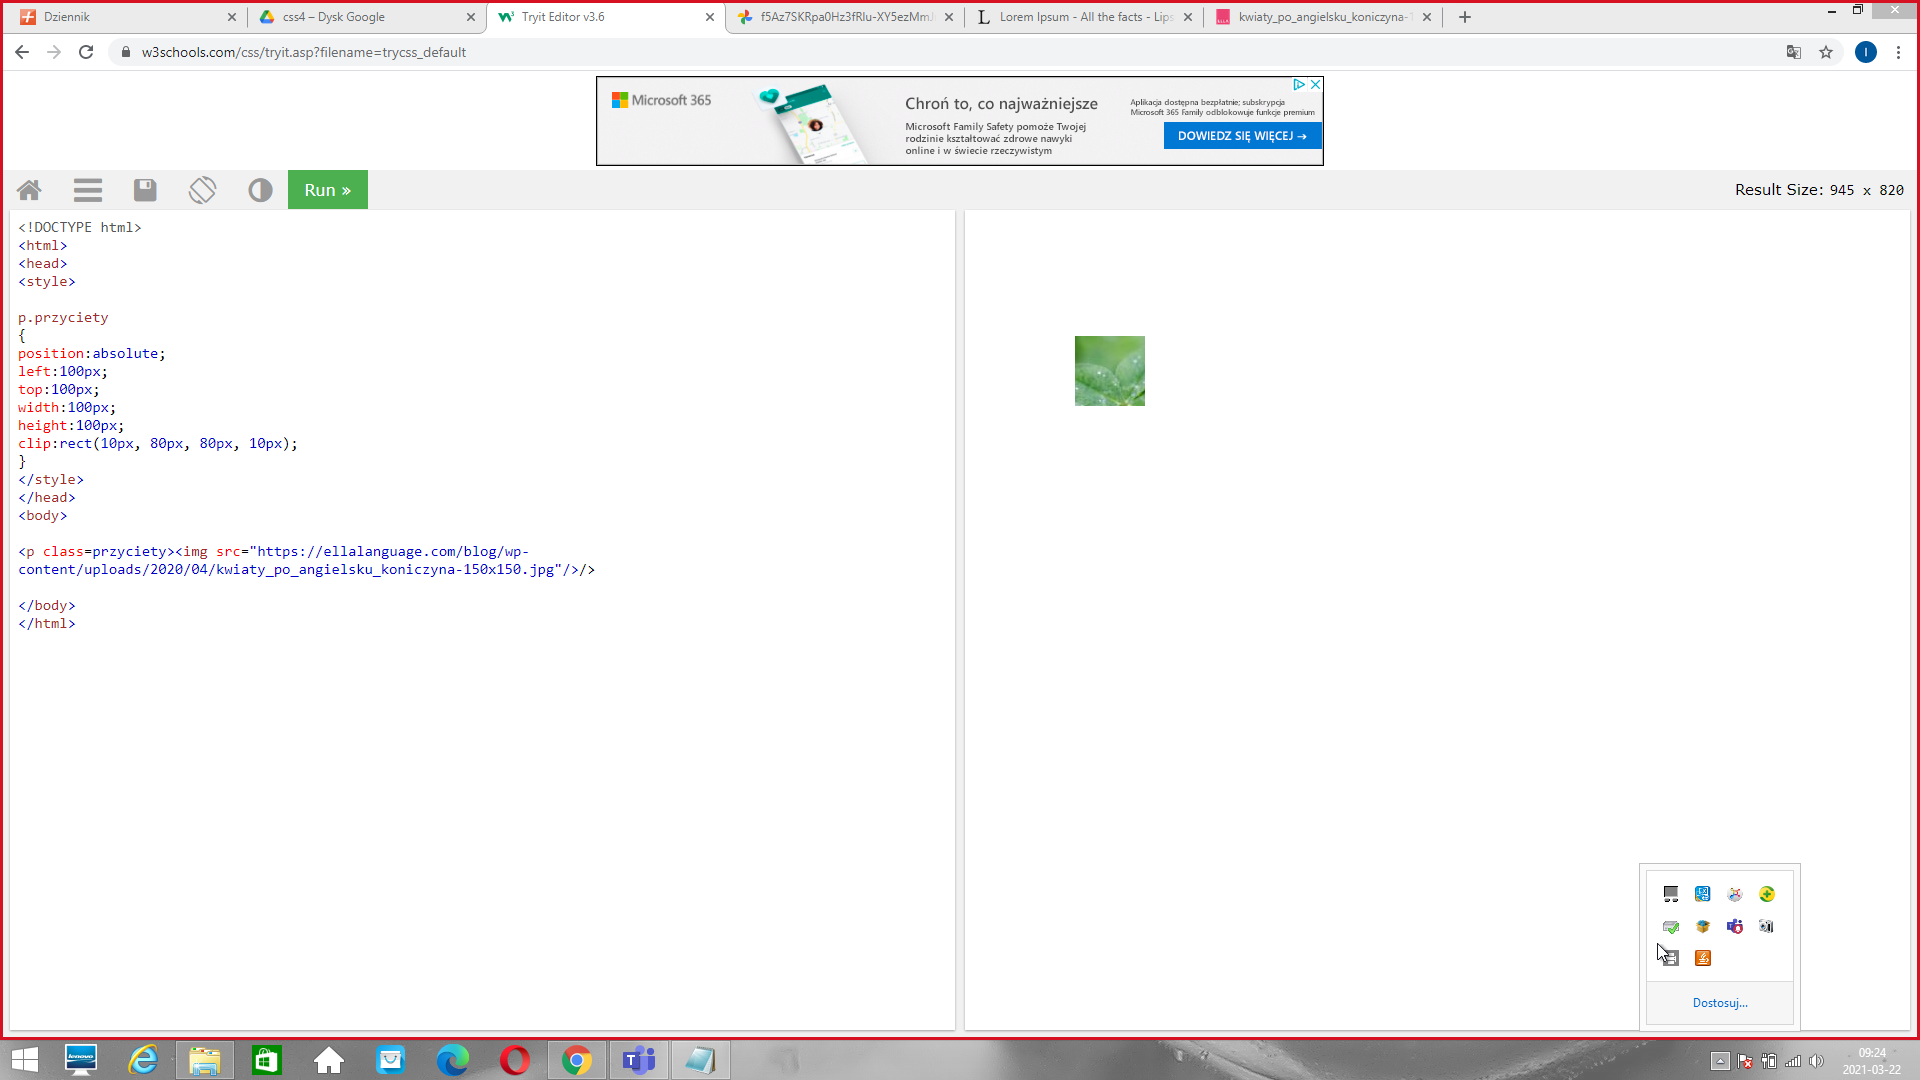 Dziennik
css4 – Dysk Google
Tryit Editor v3.6
f5Az7SKRpa0Hz3fRlu-XY5ezMmJ
Lorem Ipsum - All the facts - Lips
kwiaty_po_angielsku_koniczyna-1
w3schools.com/css/tryit.asp?filename=trycss_default
I
Microsoft 365
Chroń to, co najważniejsze
Microsoft Family Safety pomoże Twojej
rodzinie kształtować zdrowe nawyki
online i w świecie rzeczywistym
Aplikacja dostępna bezpłatnie; subskrypcja
Microsoft 365 Family odblokowuje funkcje premium
DOWIEDZ SIĘ WIĘCEJ →
Run »
Result Size: 945 x 820
<!DOCTYPE html>
<html>
<head>
<style>
p.przyciety
{
position:absolute;
left:100px;
top:100px;
width:100px;
height:100px;
clip:rect(10px, 80px, 80px, 10px);
}
</style>
</head>
<body>
<p class=przyciety><img src="https://ellalanguage.com/blog/wp-
content/uploads/2020/04/kwiaty_po_angielsku_koniczyna-150x150.jpg"/>/>
</body>
</html>
Dostosuj...
lenovo
09:24
2021-03-22